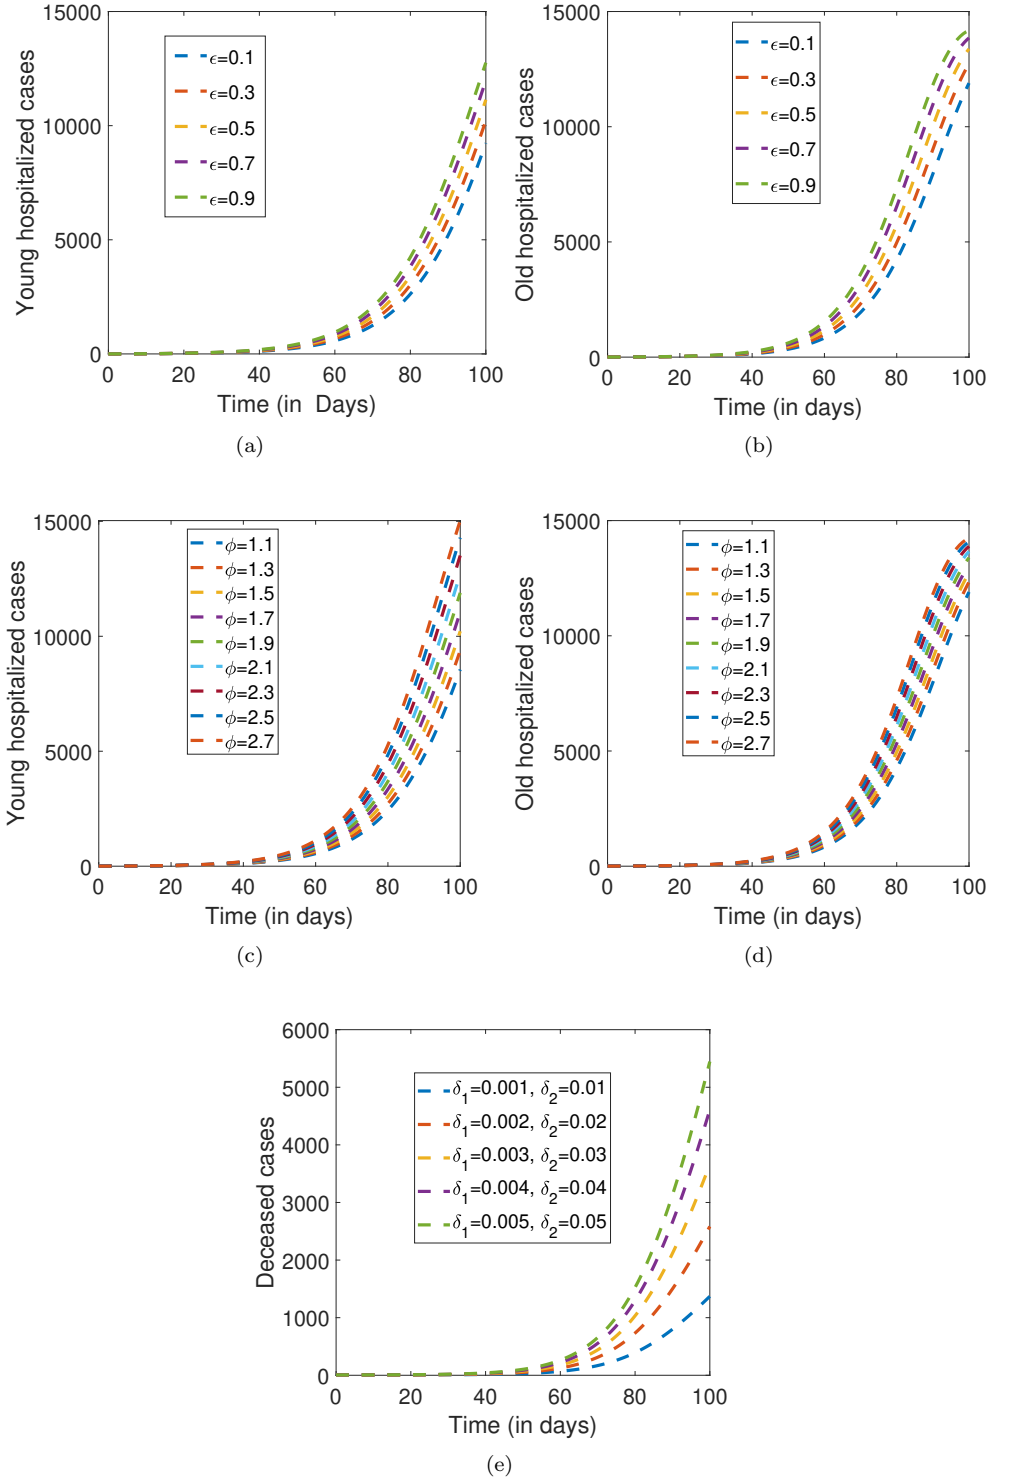 15000
10000
5000
0
Young hospitalized cases
ϵ=0.1
ϵ=0.3
ϵ=0.5
ϵ=0.7
ϵ=0.9
0 20 40 60 80 100
Time (in  Days)
(a)
15000
10000
5000
0
Old hospitalized cases
ϵ=0.1
ϵ=0.3
ϵ=0.5
ϵ=0.7
ϵ=0.9
0 20 40 60 80 100
Time (in days)
(b)
15000
10000
5000
0
Young hospitalized cases
ϕ=1.1
ϕ=1.3
ϕ=1.5
ϕ=1.7
ϕ=1.9
ϕ=2.1
ϕ=2.3
ϕ=2.5
ϕ=2.7
0 20 40 60 80 100
Time (in days)
(c)
15000
10000
5000
0
Old hospitalized cases
ϕ=1.1
ϕ=1.3
ϕ=1.5
ϕ=1.7
ϕ=1.9
ϕ=2.1
ϕ=2.3
ϕ=2.5
ϕ=2.7
0 20 40 60 80 100
Time (in days)
(d)
6000
5000
4000
3000
2000
1000
0
Deceased cases
δ₁=0.001, δ₂=0.01
δ₁=0.002, δ₂=0.02
δ₁=0.003, δ₂=0.03
δ₁=0.004, δ₂=0.04
δ₁=0.005, δ₂=0.05
0 20 40 60 80 100
Time (in days)
(e)